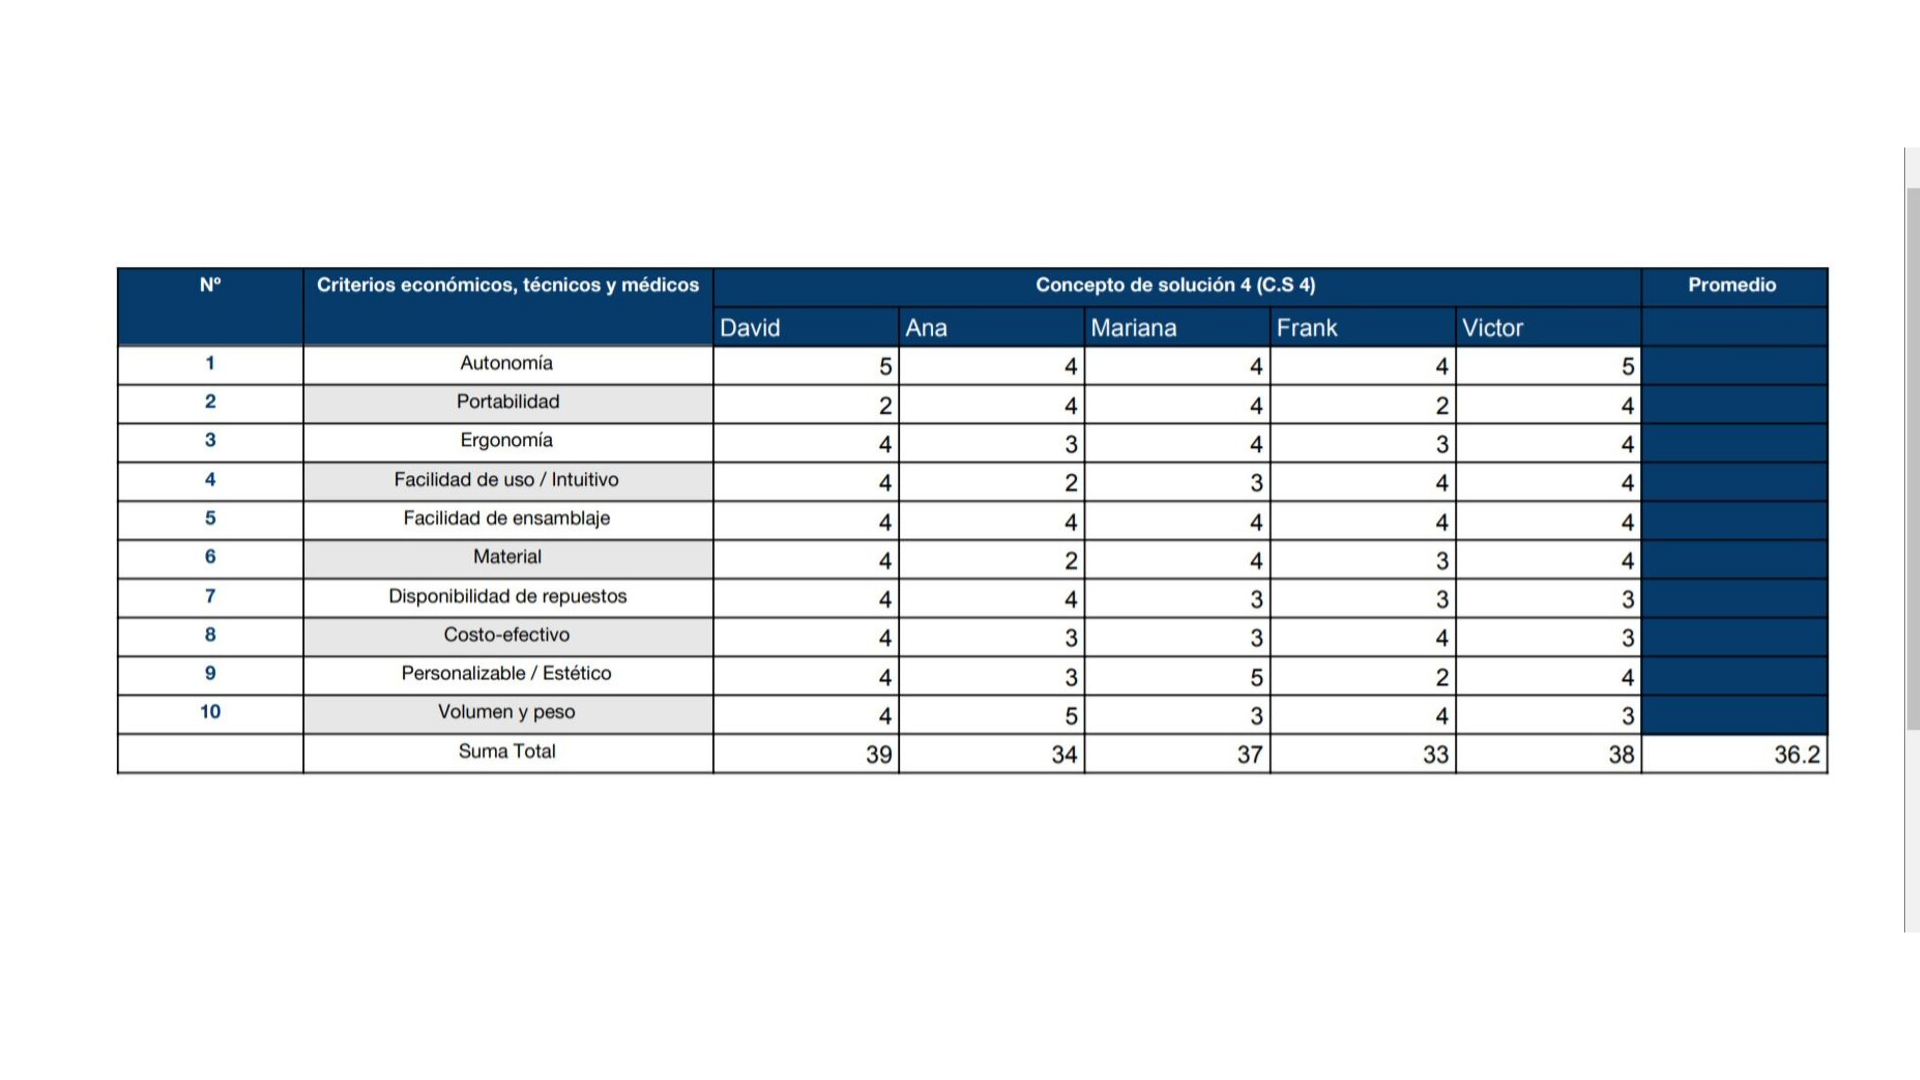 Nº Criterios económicos, técnicos y médicos Concepto de solución 4 (C.S 4) Promedio
David Ana Mariana Frank Victor
1 Autonomía 5 4 4 4 5
2 Portabilidad 2 4 4 2 4
3 Ergonomía 4 3 4 3 4
4 Facilidad de uso / Intuitivo 4 2 3 4 4
5 Facilidad de ensamblaje 4 4 4 4 4
6 Material 4 2 4 3 4
7 Disponibilidad de repuestos 4 4 3 3 3
8 Costo-efectivo 4 3 3 4 3
9 Personalizable / Estético 4 3 5 2 4
10 Volumen y peso 4 5 3 4 3
Suma Total 39 34 37 33 38 36.2